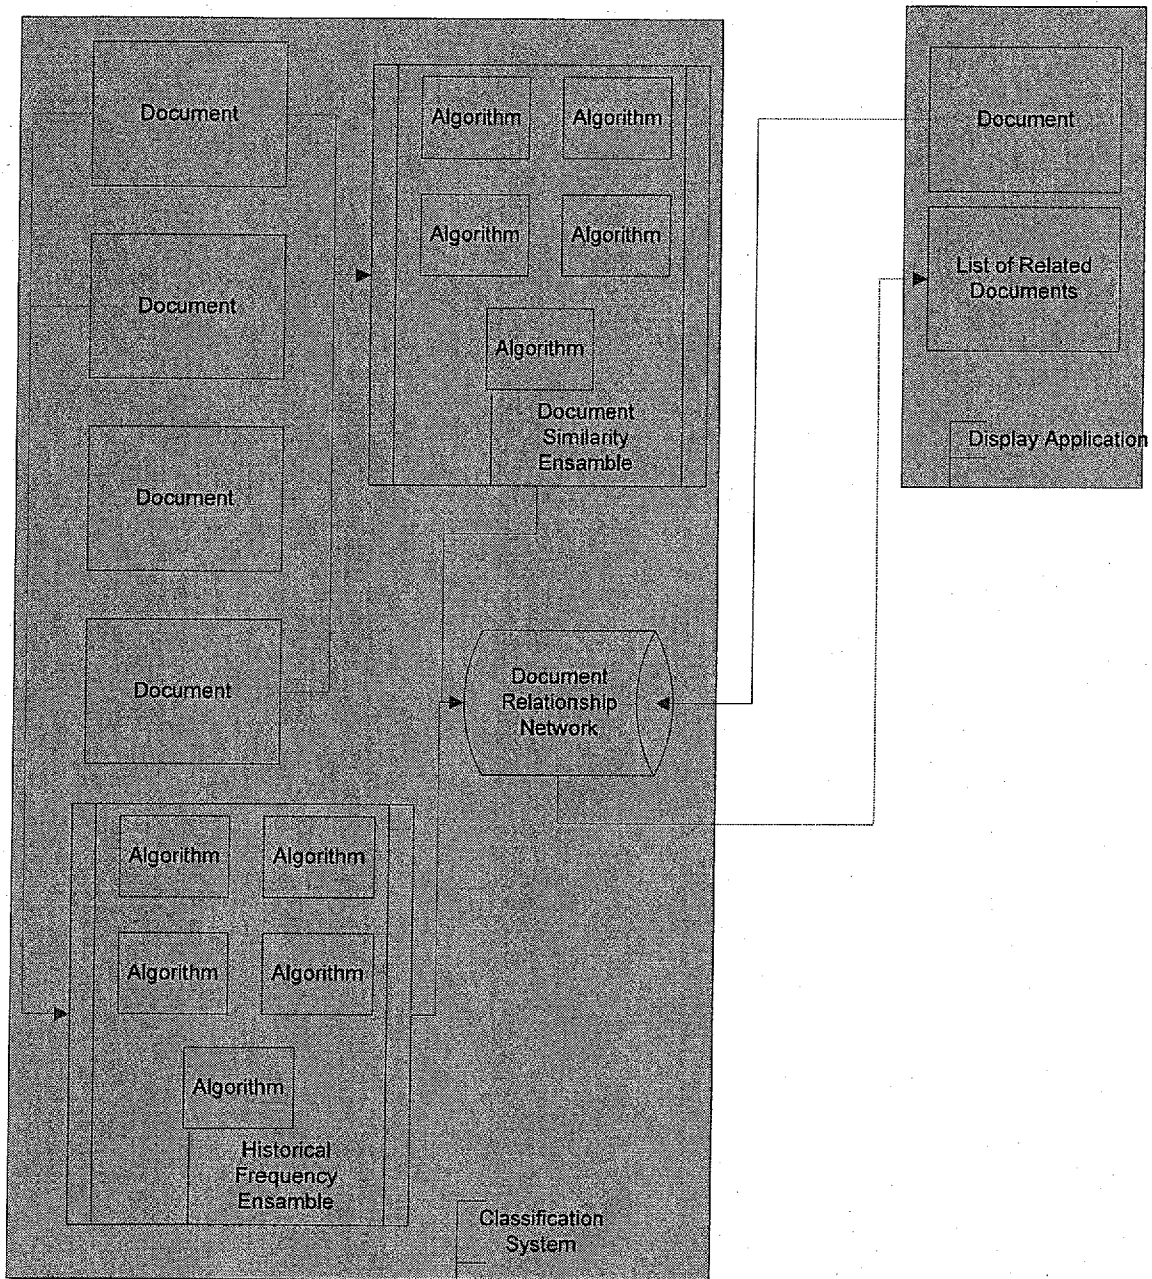 Document
Document
Document
Document
Algorithm
Algorithm
Algorithm
Algorithm
Algorithm
Document
Similarity
Ensamble
Document
Relationship
Network
Algorithm
Algorithm
Algorithm
Algorithm
Algorithm
Historical
Frequency
Ensamble
Classification
System
Document
List of Related
Documents
Display Application